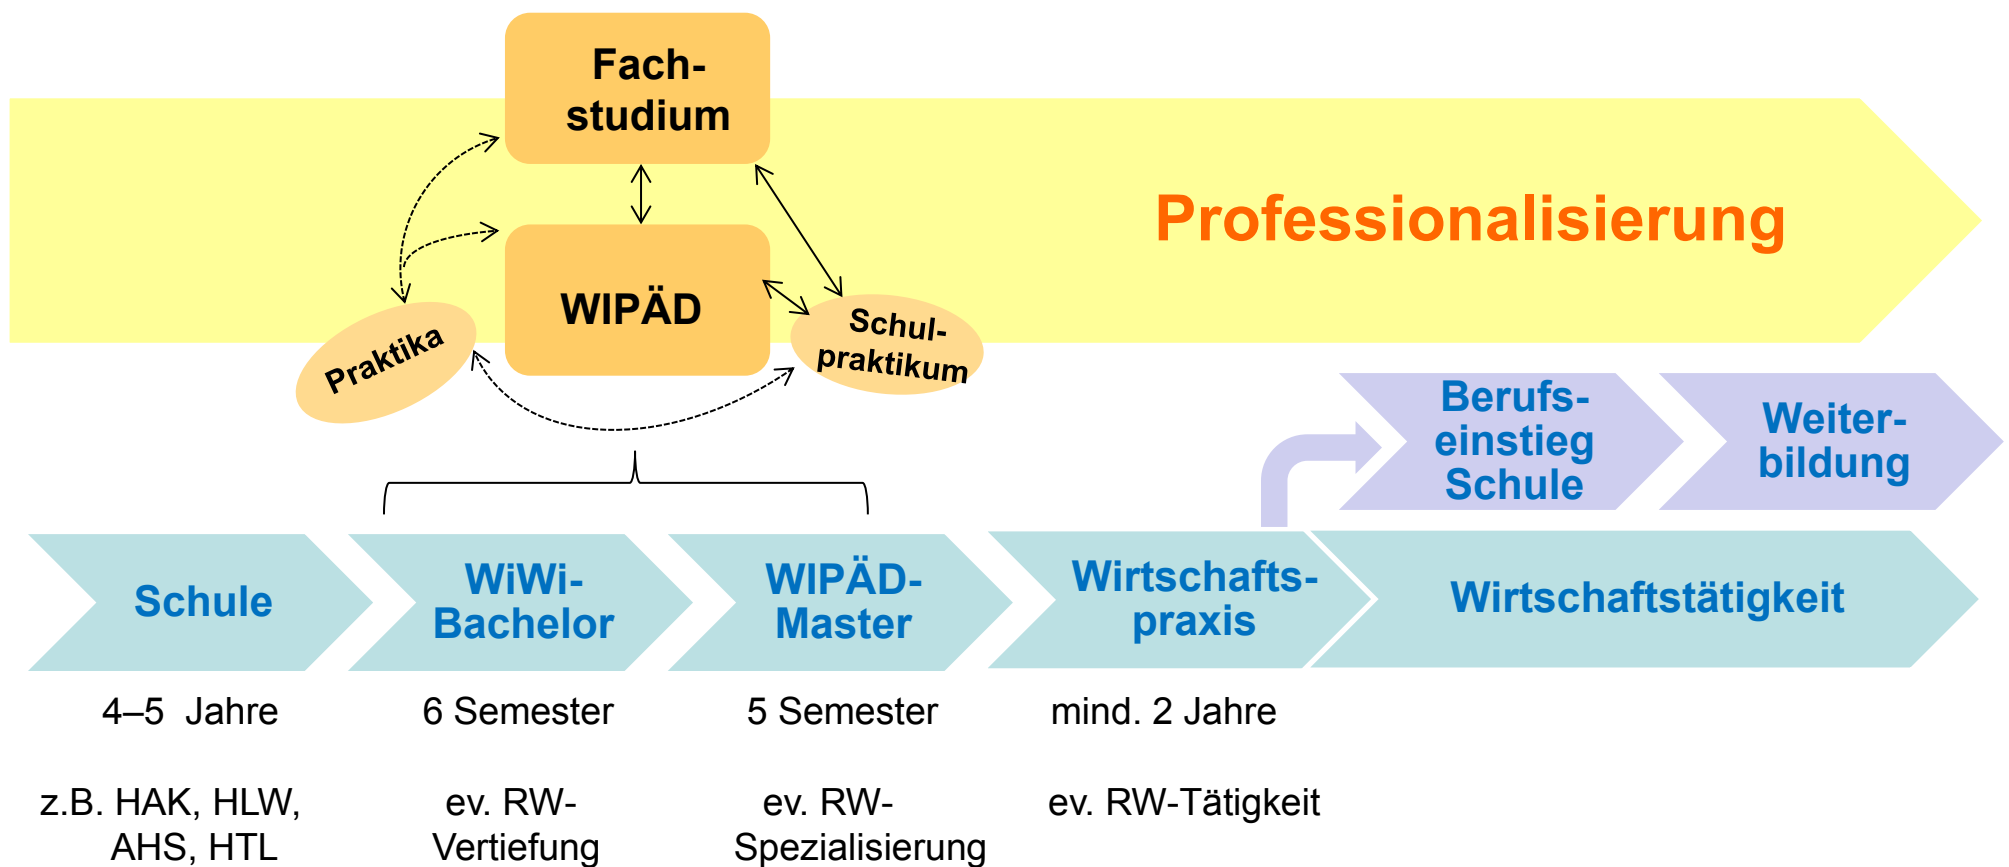 Fach-
studium
Professionalisierung
WIPÄD
Praktika
Schul-
praktikum
Berufs-
einstieg
Schule
Weiter-
bildung
Schule
WiWi-
Bachelor
WIPÄD-
Master
Wirtschafts-
praxis
Wirtschaftstätigkeit
4–5 Jahre
6 Semester
5 Semester
mind. 2 Jahre
z.B. HAK, HLW,
AHS, HTL
ev. RW-
Vertiefung
ev. RW-
Spezialisierung
ev. RW-Tätigkeit